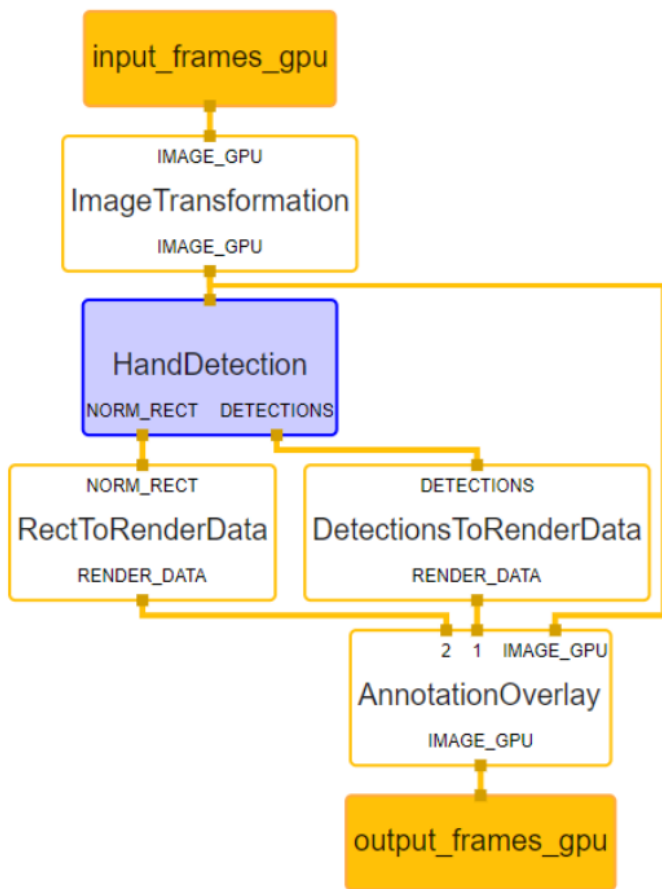 input_frames_gpu
IMAGE_GPU
ImageTransformation
IMAGE_GPU
HandDetection
NORM_RECT DETECTIONS
NORM_RECT
RectToRenderData
RENDER_DATA
DETECTIONS
DetectionsToRenderData
RENDER_DATA
2 1 IMAGE_GPU
AnnotationOverlay
IMAGE_GPU
output_frames_gpu